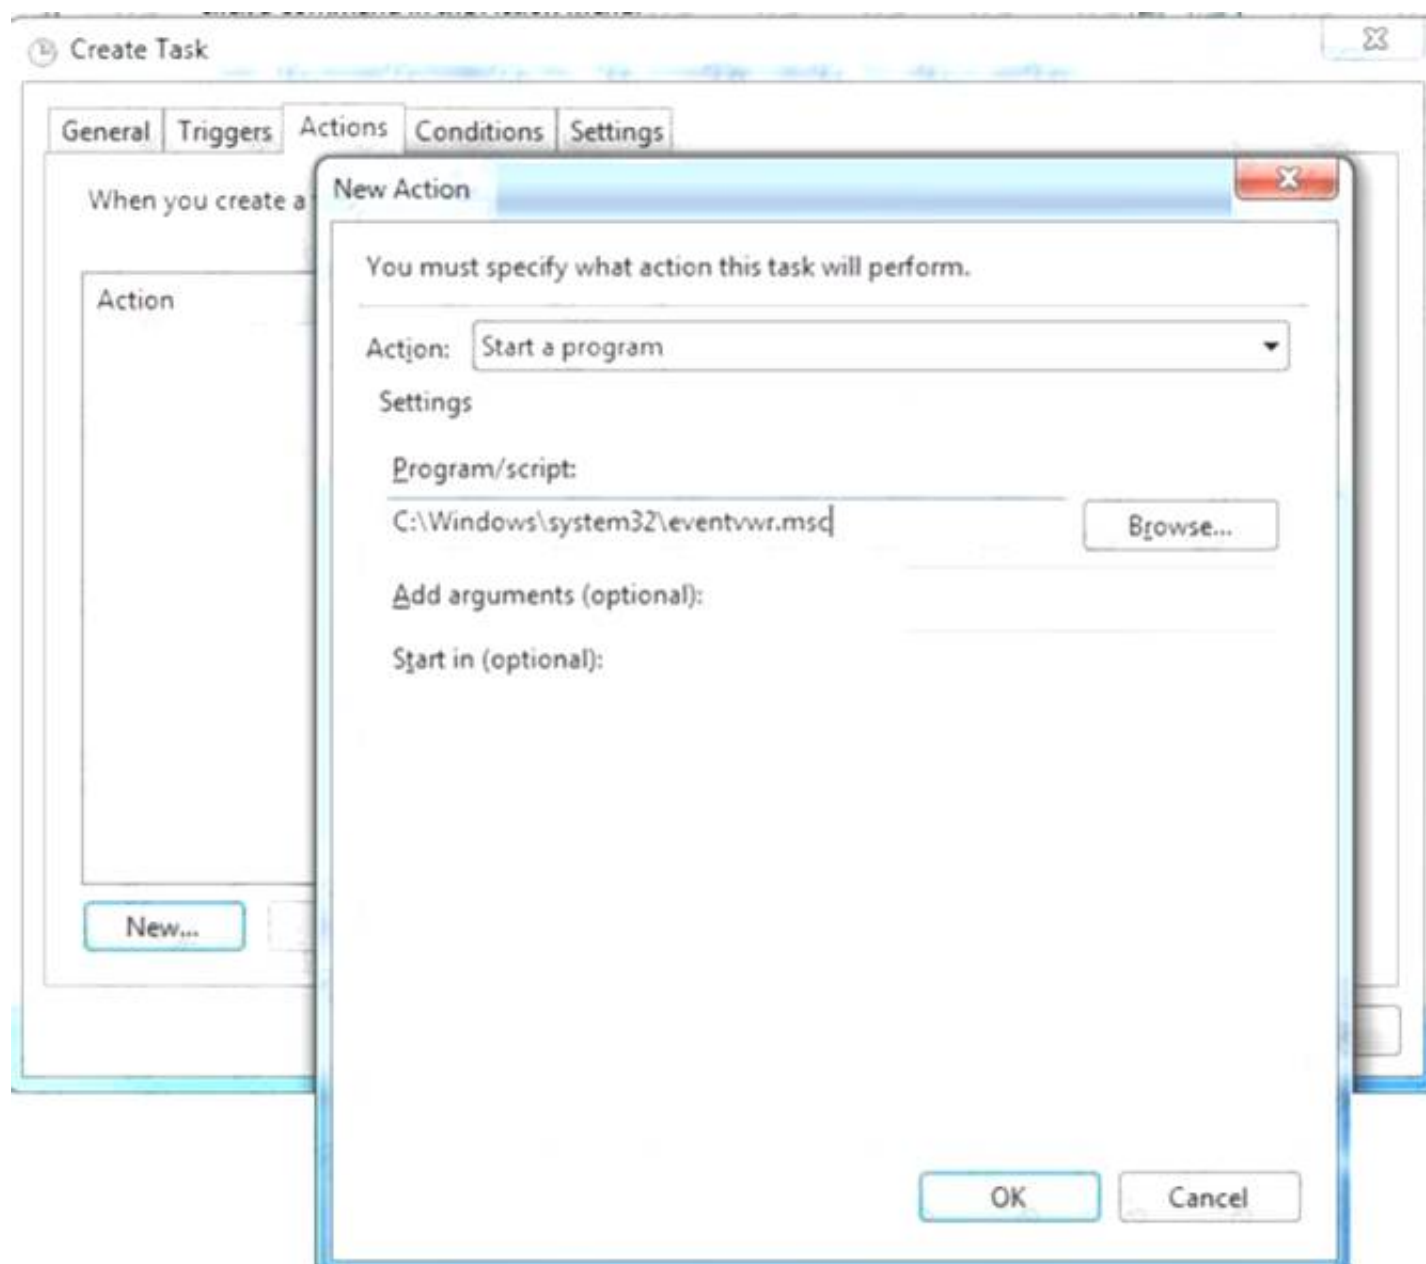 Create Task
General Triggers Actions Conditions Settings
When you create a
Action
New...
New Action
You must specify what action this task will perform.
Action: Start a program
Settings
Program/script:
C:\Windows\system32\eventvwr.msc
Browse...
Add arguments (optional):
Start in (optional):
OK Cancel